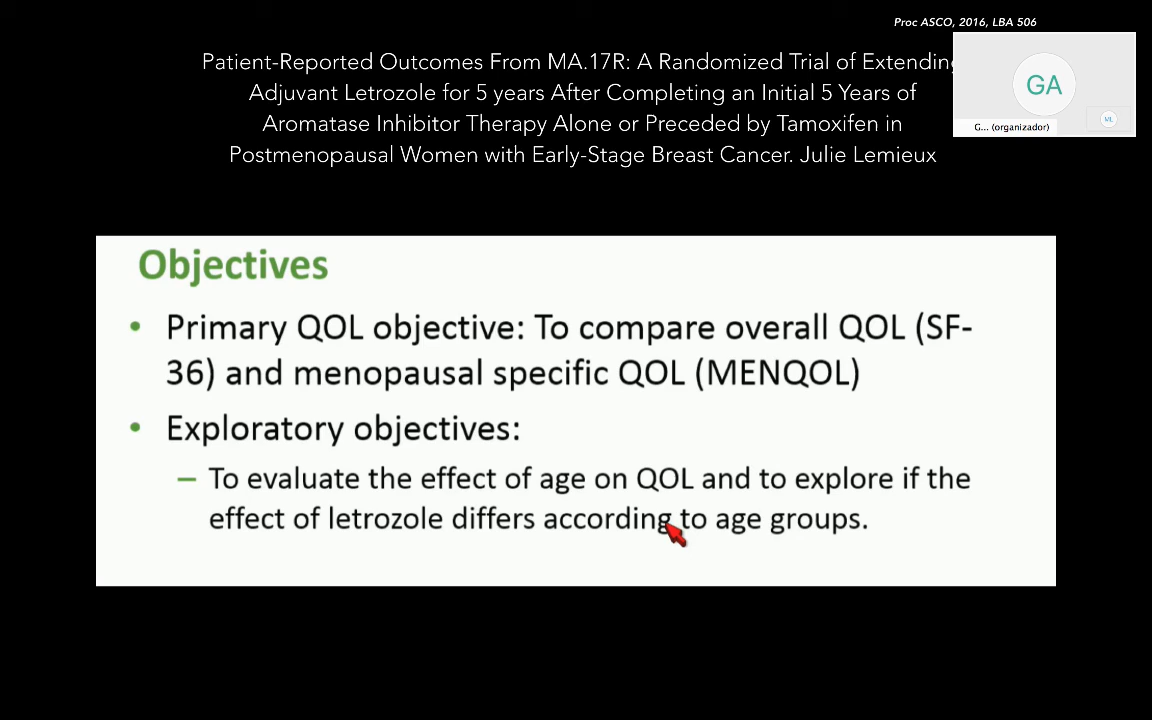 Proc ASCO, 2016, LBA 506
Patient-Reported Outcomes From MA.17R: A Randomized Trial of Extending
Adjuvant Letrozole for 5 years After Completing an Initial 5 Years of
Aromatase Inhibitor Therapy Alone or Preceded by Tamoxifen in
Postmenopausal Women with Early-Stage Breast Cancer. Julie Lemieux
GA
ML
G... (organizador)
Objectives
• Primary QOL objective: To compare overall QOL (SF-
36) and menopausal specific QOL (MENQOL)
• Exploratory objectives:
– To evaluate the effect of age on QOL and to explore if the
effect of letrozole differs according to age groups.